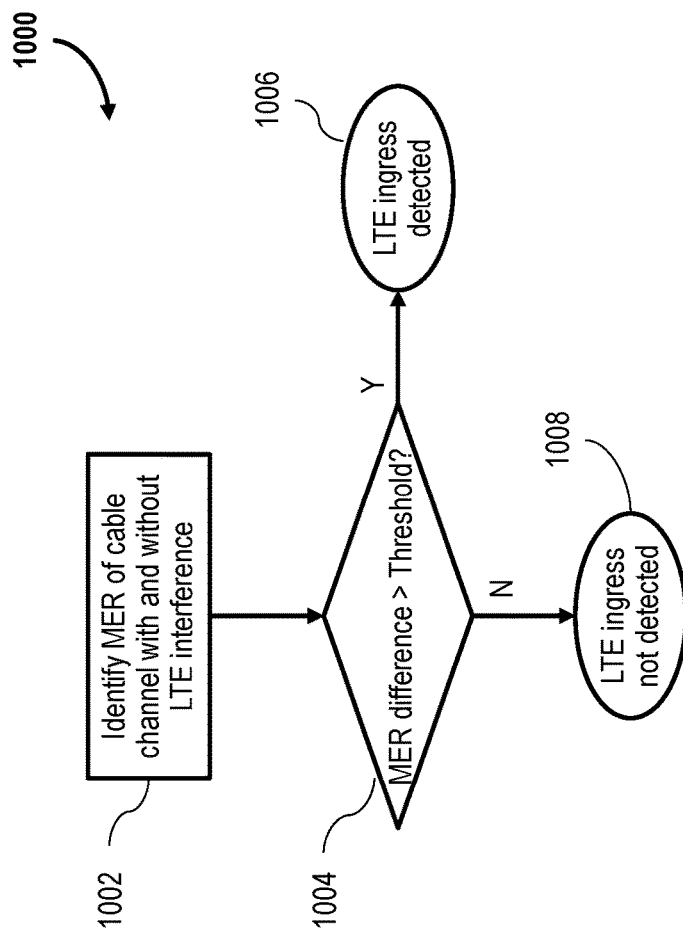 1000
1002
Identify MER of cable
channel with and without
LTE interference
1004
MER difference > Threshold?
Y
1006
LTE ingress
detected
N
1008
LTE ingress
not detected